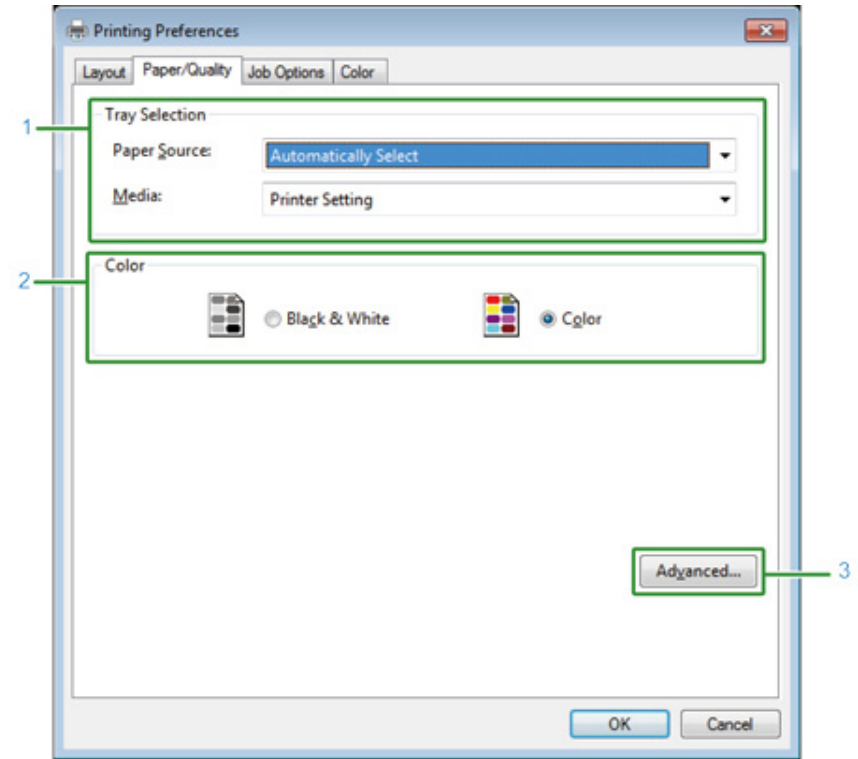 Printing Preferences
Layout Paper/Quality Job Options Color
1
Tray Selection
Paper Source: Automatically Select
Media: Printer Setting
2
Color
Black & White Color
Advanced...
3
OK Cancel